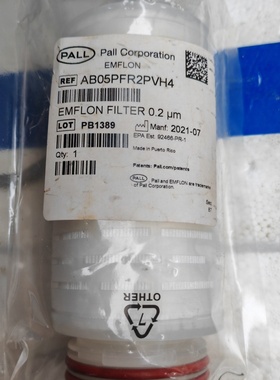 PALL Pall Corporation
EMFLON
REF AB05PFR2PVH4
EMFLON FILTER 0.2 µm
LOT PB1389 Manf: 2021-07
EPA Est: 92466-PR-1
Made in Puerto Rico
Qty: 1
Pall.com/patents
PALL, Pall and EMFLON are trademarks
of Pall Corporation.
7
OTHER